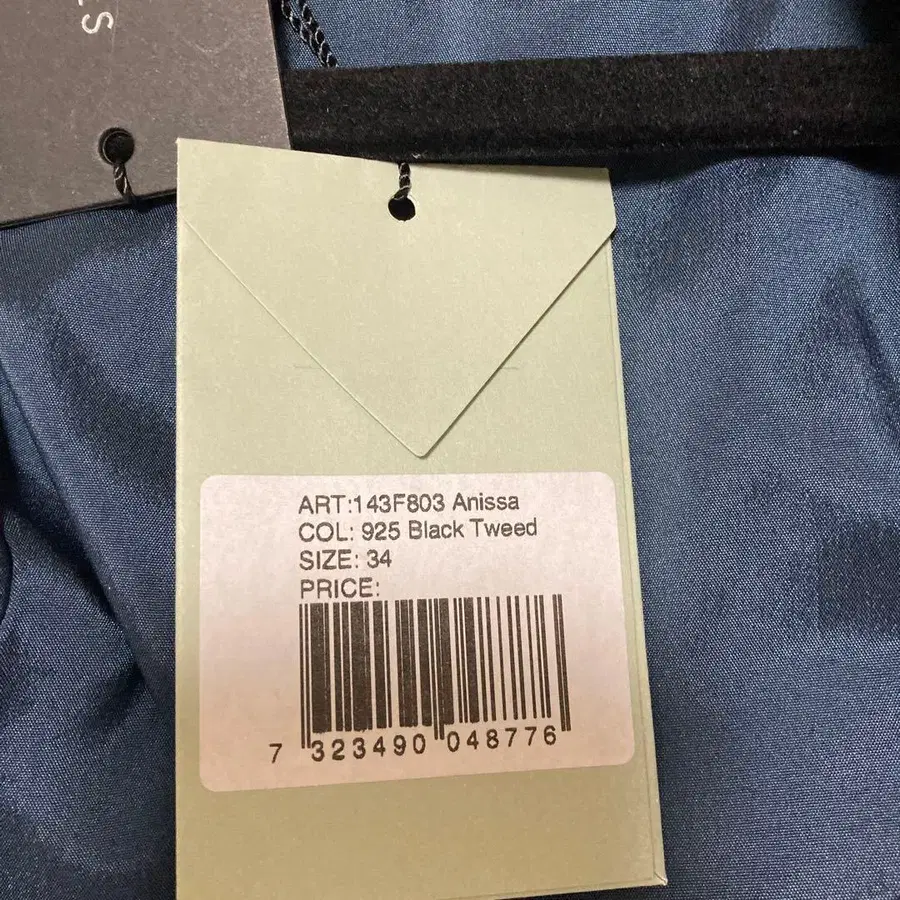 ART:143F803 Anissa
COL: 925 Black Tweed
SIZE: 34
PRICE:
7 323490 048776